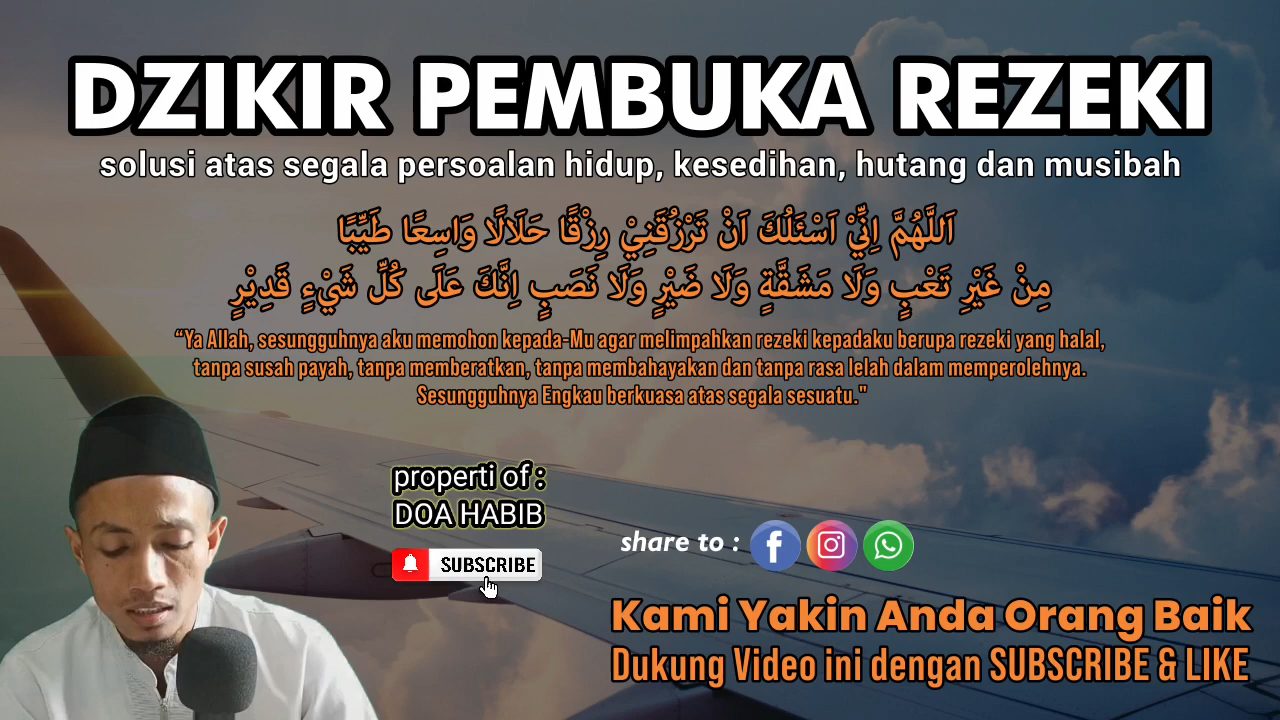 DZIKIR PEMBUKA REZEKI
solusi atas segala persoalan hidup, kesedihan, hutang dan musibah
اَللَّهُمَّ اِنِّيْ اَسْئَلُكَ اَنْ تَرْزُقَنِيْ رِزْقًا حَلَالًا وَاسِعًا طَيِّبًا
مِنْ غَيْرِ تَعْبٍ وَلَا مَشَقَّةٍ وَلَا ضَيْرٍ وَلَا نَصَبٍ اِنَّكَ عَلَى كُلِّ شَيْءٍ قَدِيْرٍ
“Ya Allah, sesungguhnya aku memohon kepada-Mu agar melimpahkan rezeki kepadaku berupa rezeki yang halal,
tanpa susah payah, tanpa memberatkan, tanpa membahayakan dan tanpa rasa lelah dalam memperolehnya.
Sesungguhnya Engkau berkuasa atas segala sesuatu."
properti of :
DOA HABIB
SUBSCRIBE
share to :
Kami Yakin Anda Orang Baik
Dukung Video ini dengan SUBSCRIBE & LIKE